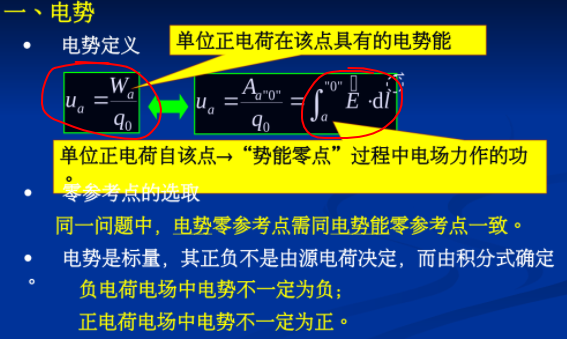 一、电势
• 电势定义
单位正电荷在该点具有的电势能
u_a = W_a / q_0
u_a = A_{a"0"} / q_0 = ∫_a^{"0"} E · dl
单位正电荷自该点→“势能零点”过程中电场力作的功
。
• 零参考点的选取
同一问题中，电势零参考点需同电势能零参考点一致。
• 电势是标量，其正负不是由源电荷决定，而由积分式确定
。
负电荷电场中电势不一定为负；
正电荷电场中电势不一定为正。